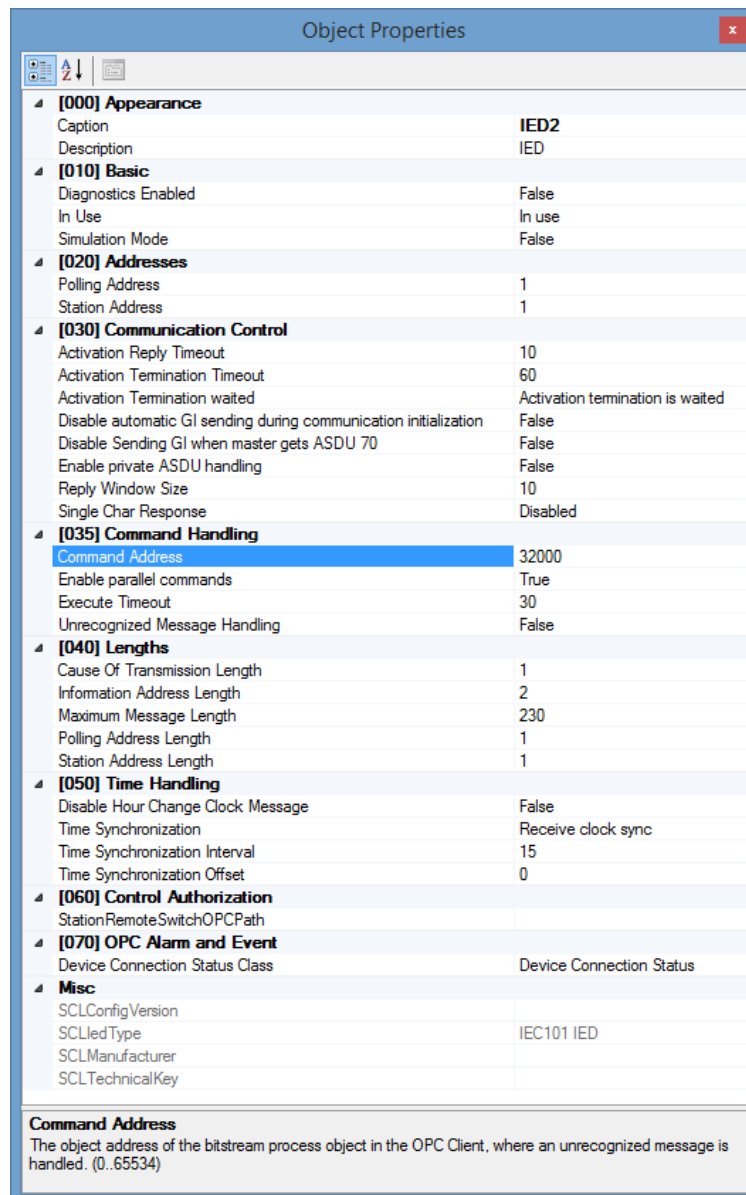 Object Properties
x
A
Z
[000] Appearance
Caption IED2
Description IED
[010] Basic
Diagnostics Enabled False
In Use In use
Simulation Mode False
[020] Addresses
Polling Address 1
Station Address 1
[030] Communication Control
Activation Reply Timeout 10
Activation Termination Timeout 60
Activation Termination waited Activation termination is waited
Disable automatic GI sending during communication initialization False
Disable Sending GI when master gets ASDU 70 False
Enable private ASDU handling False
Reply Window Size 10
Single Char Response Disabled
[035] Command Handling
Command Address 32000
Enable parallel commands True
Execute Timeout 30
Unrecognized Message Handling False
[040] Lengths
Cause Of Transmission Length 1
Information Address Length 2
Maximum Message Length 230
Polling Address Length 1
Station Address Length 1
[050] Time Handling
Disable Hour Change Clock Message False
Time Synchronization Receive clock sync
Time Synchronization Interval 15
Time Synchronization Offset 0
[060] Control Authorization
StationRemoteSwitchOPCPath
[070] OPC Alarm and Event
Device Connection Status Class Device Connection Status
Misc
SCLConfigVersion
SCLIedType IEC101 IED
SCLManufacturer
SCLTechnicalKey
Command Address
The object address of the bitstream process object in the OPC Client, where an unrecognized message is
handled. (0..65534)